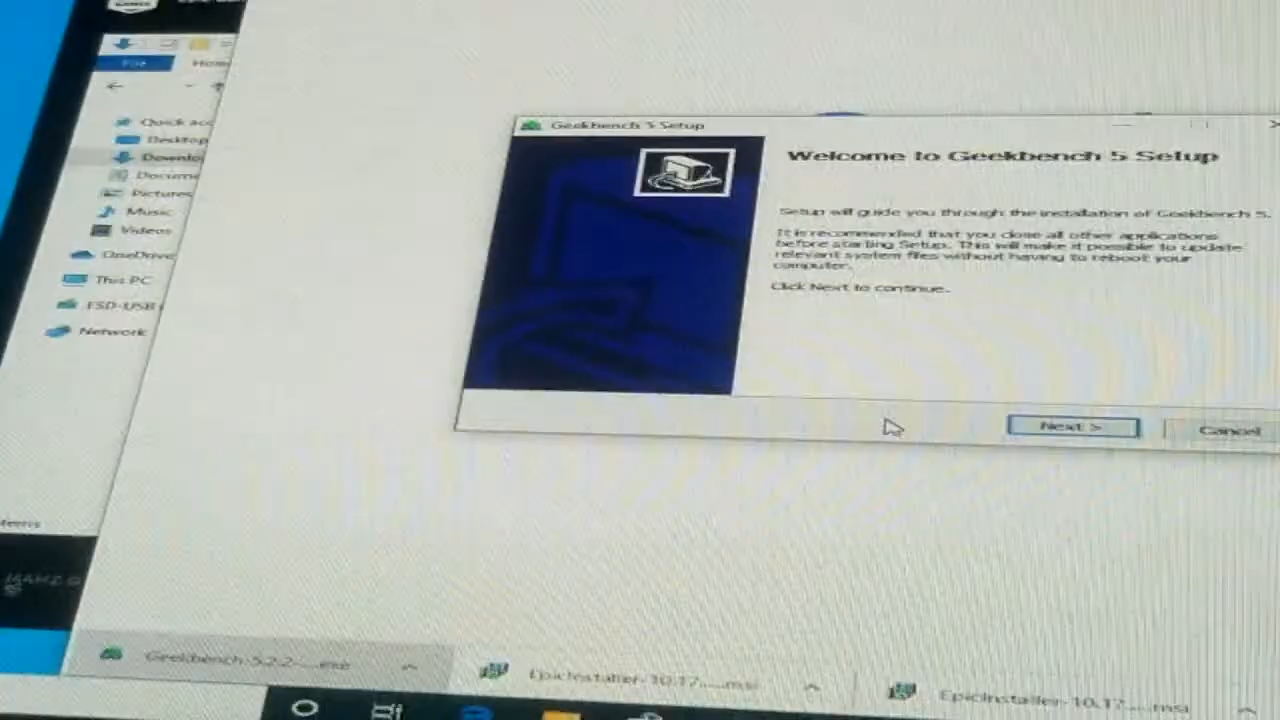 File
Home
Quick acc
Desktop
Downlo
Docume
Pictures
Music
Videos
OneDrive
This PC
ESD-USB
Network
items
Geekbench 5 Setup
Welcome to Geekbench 5 Setup
Setup will guide you through the installation of Geekbench 5.
It is recommended that you close all other applications
before starting Setup. This will make it possible to update
relevant system files without having to reboot your
computer.
Click Next to continue.
Next >
Cancel
Geekbench-5.2.2-....exe
EpicInstaller-10.17....msi
EpicInstaller-10.17....msi